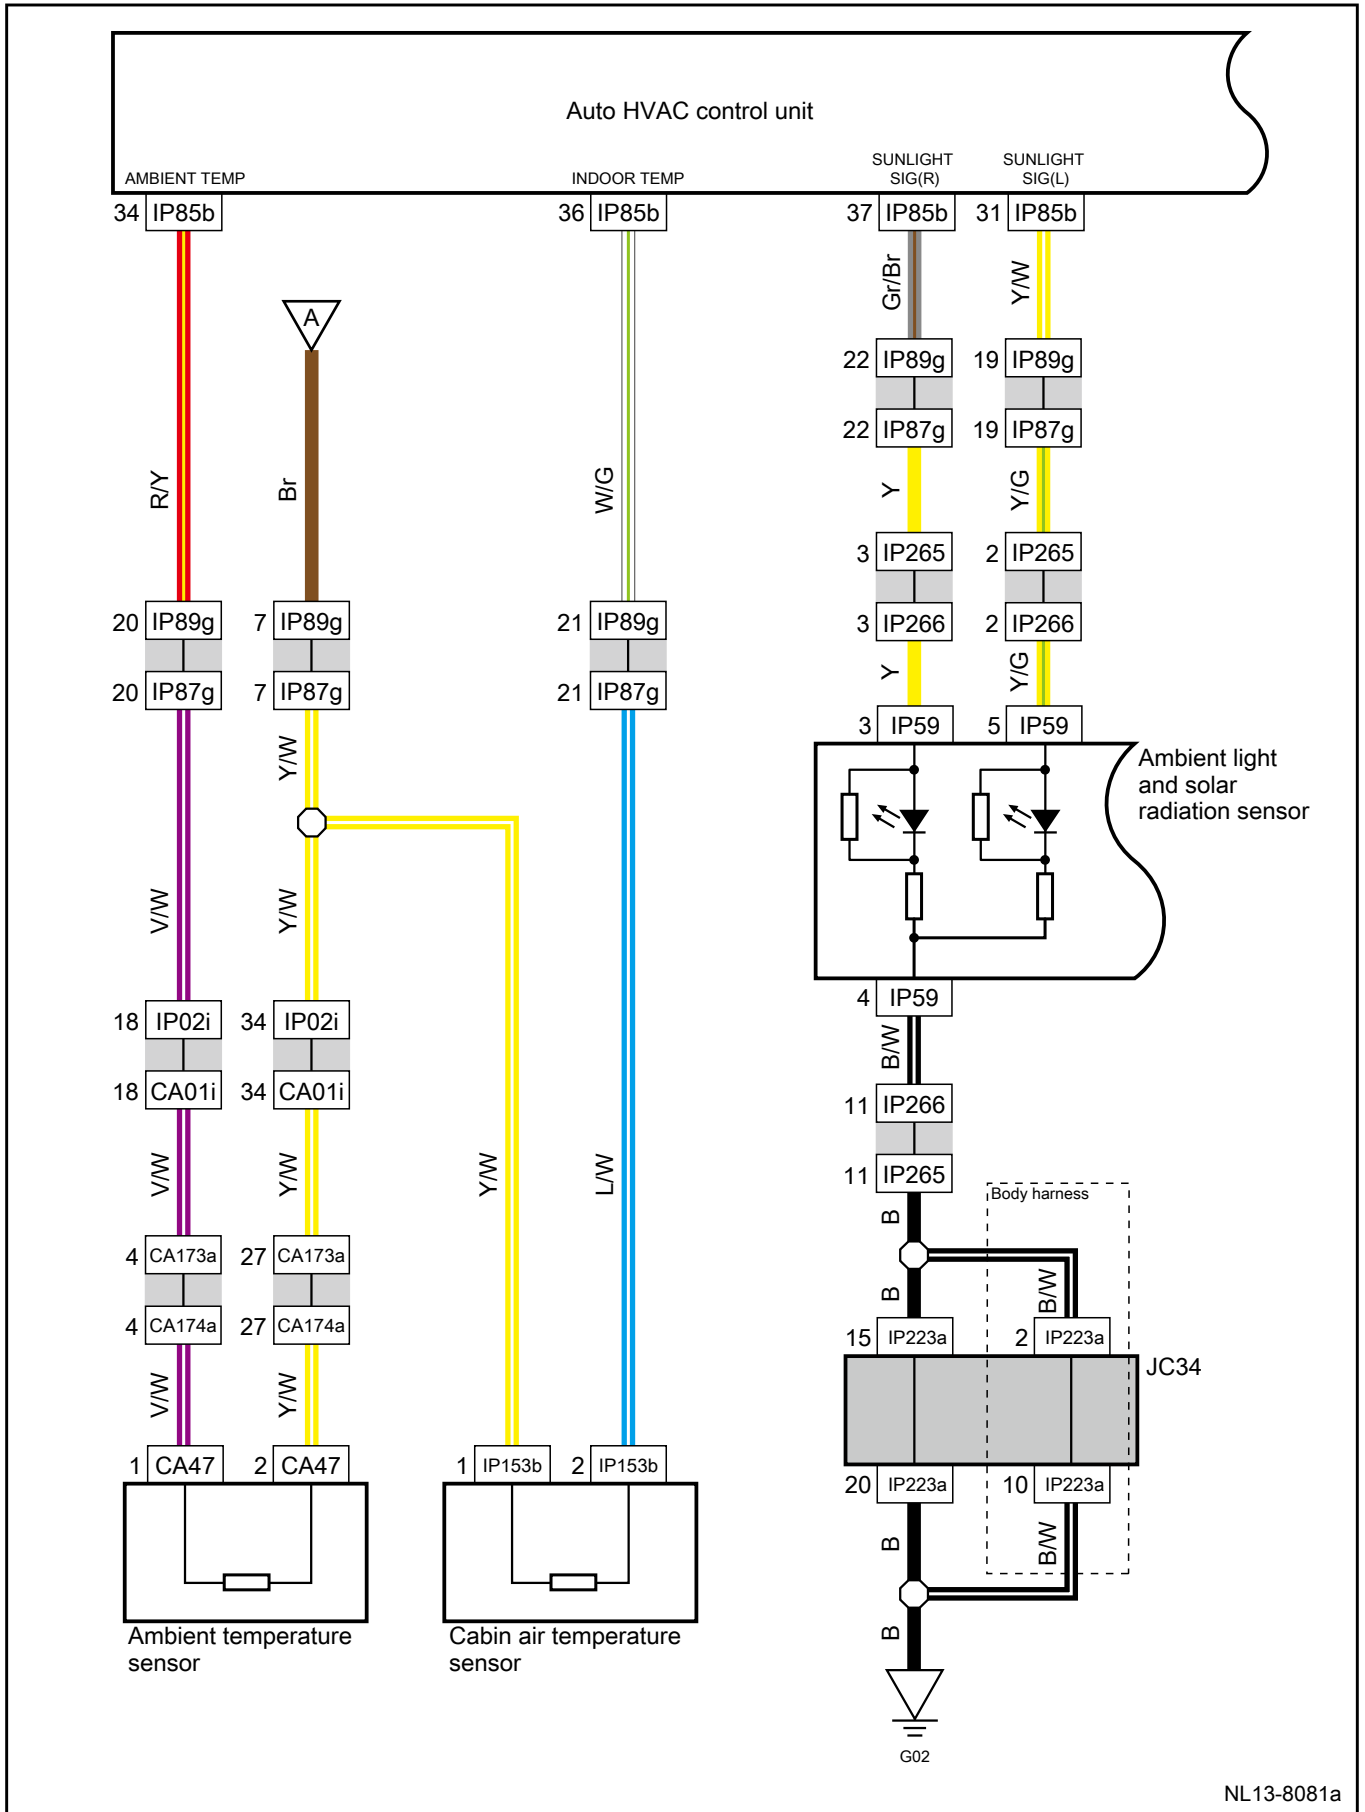 Auto HVAC control unit
AMBIENT TEMP
INDOOR TEMP
SUNLIGHT
SIG(R)
SUNLIGHT
SIG(L)
34 IP85b
36 IP85b
37 IP85b
31 IP85b
Gr/Br
Y/W
A
22 IP89g
19 IP89g
22 IP87g
19 IP87g
R/Y
Br
W/G
Y
Y/G
3 IP265
2 IP265
20 IP89g
7 IP89g
21 IP89g
3 IP266
2 IP266
20 IP87g
7 IP87g
21 IP87g
Y
Y/G
3 IP59
5 IP59
Y/W
Ambient light
and solar
radiation sensor
V/W
Y/W
4 IP59
18 IP02i
34 IP02i
B/W
18 CA01i
34 CA01i
11 IP266
V/W
Y/W
Y/W
L/W
11 IP265
Body harness
B
4 CA173a
27 CA173a
B
B/W
4 CA174a
27 CA174a
15 IP223a
2 IP223a
JC34
V/W
Y/W
1 CA47
2 CA47
1 IP153b
2 IP153b
20 IP223a
10 IP223a
B
B/W
Ambient temperature
sensor
Cabin air temperature
sensor
B
G02
NL13-8081a